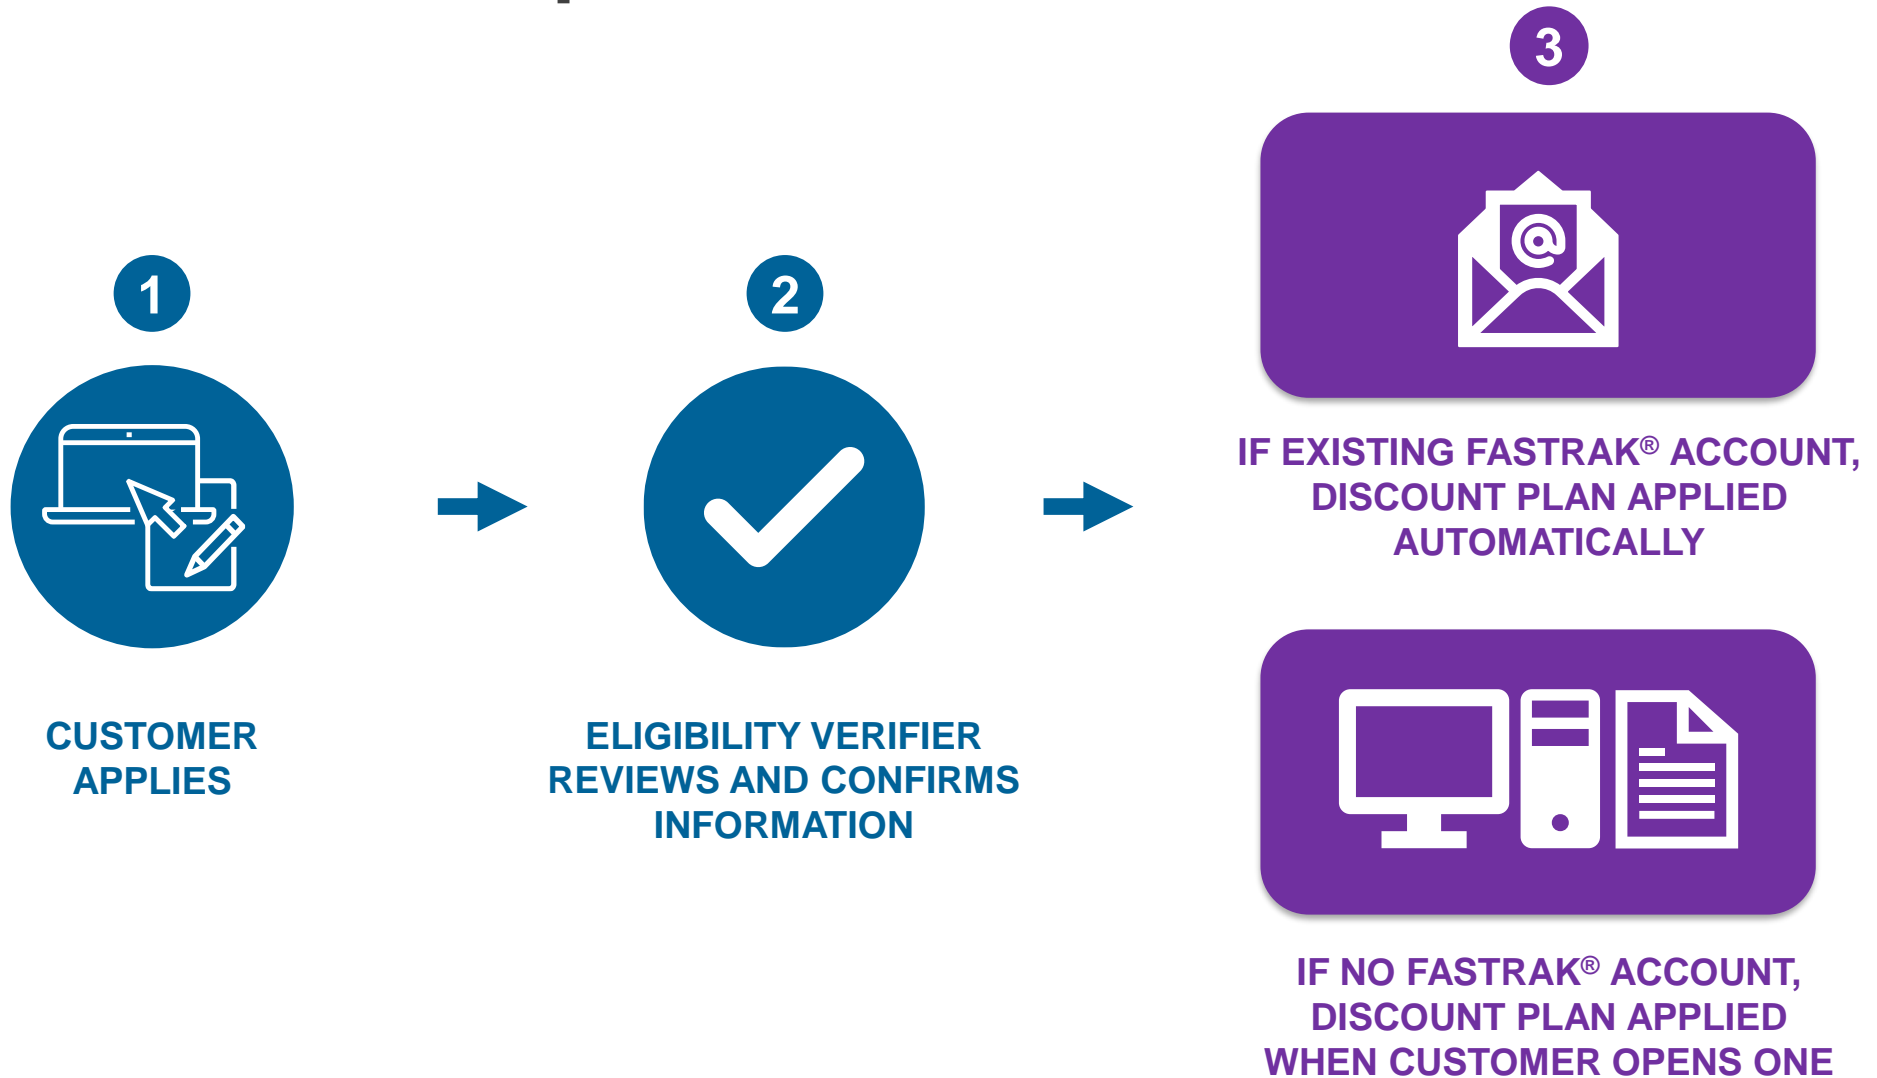 1
CUSTOMER
APPLIES
2
ELIGIBILITY VERIFIER
REVIEWS AND CONFIRMS
INFORMATION
3
@
IF EXISTING FASTRAK® ACCOUNT,
DISCOUNT PLAN APPLIED
AUTOMATICALLY
IF NO FASTRAK® ACCOUNT,
DISCOUNT PLAN APPLIED
WHEN CUSTOMER OPENS ONE